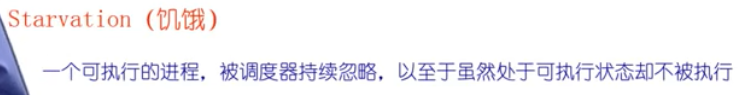 Starvation (饥饿)
一个可执行的进程，被调度器持续忽略，以至于虽然处于可执行状态却不被执行